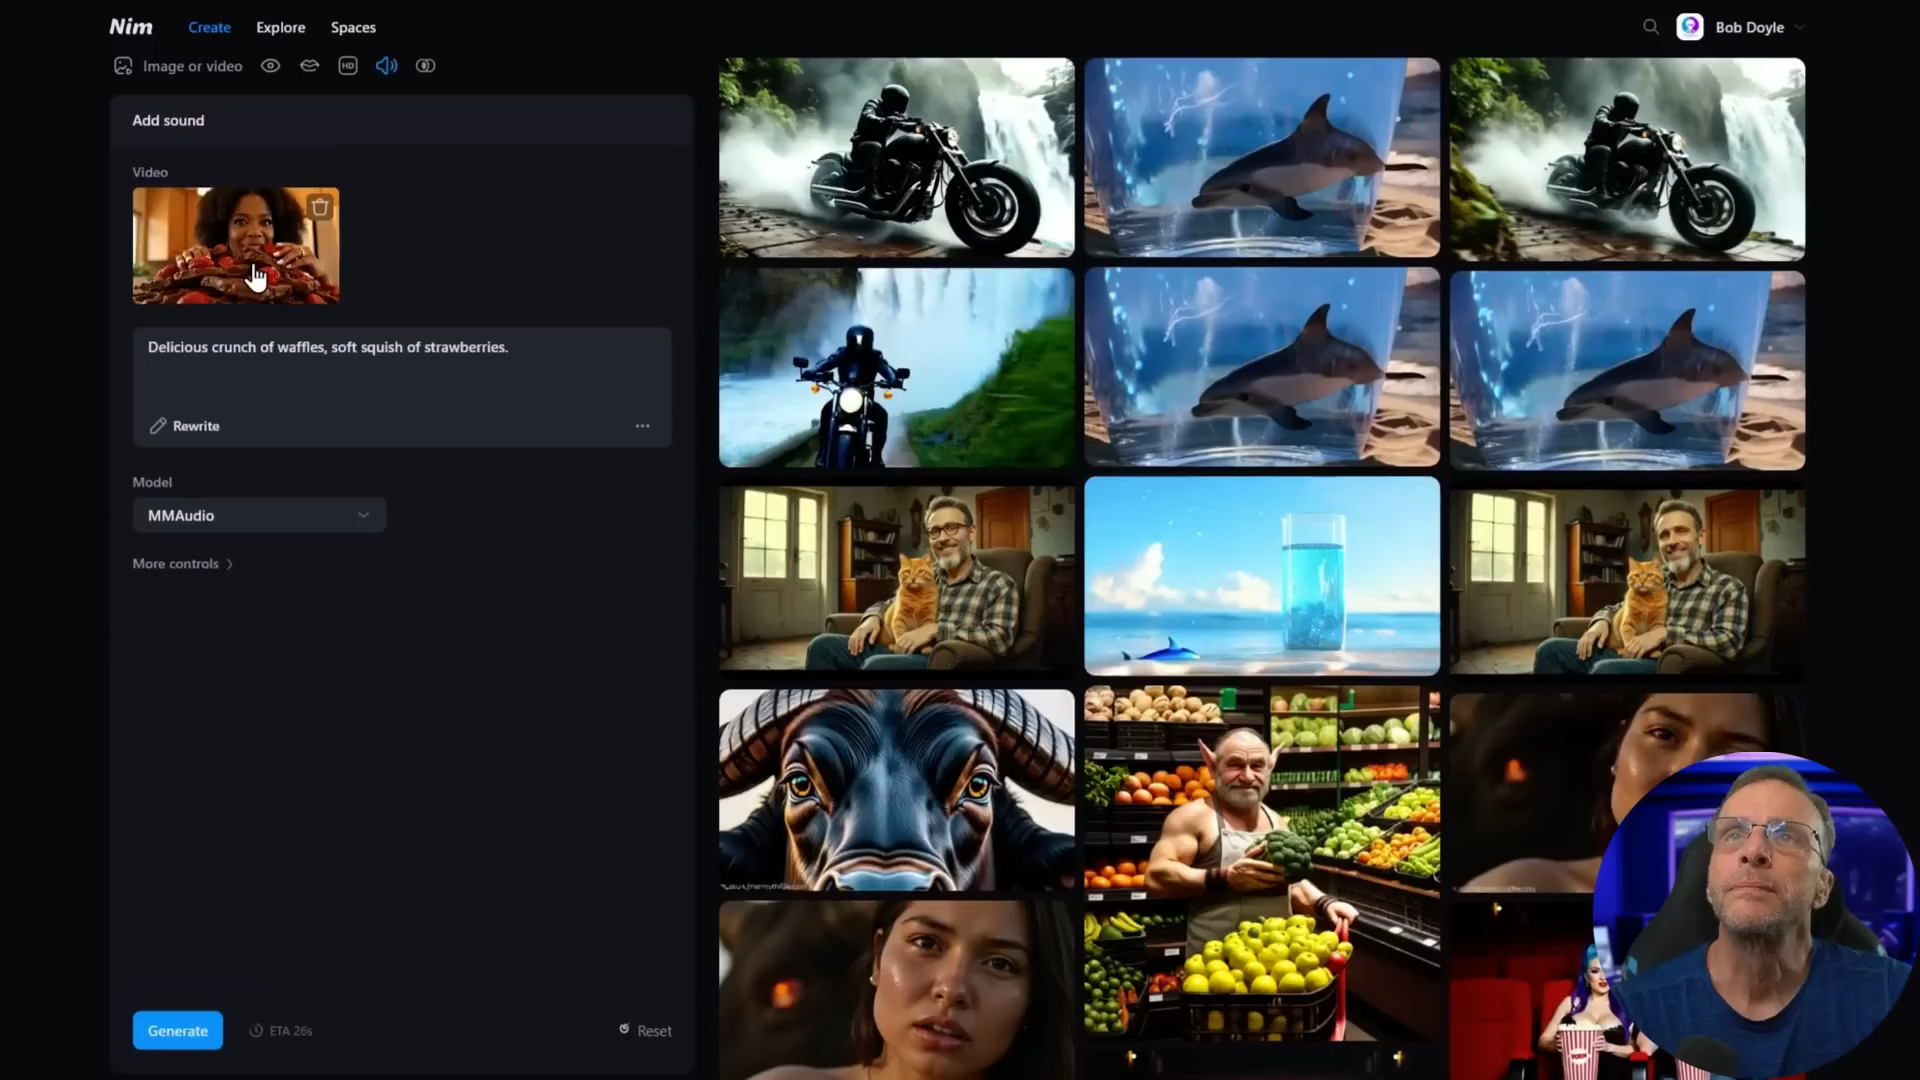 Nim
Create
Explore
Spaces
Bob Doyle
Image or video
HD
Add sound
Video
Delicious crunch of waffles, soft squish of strawberries.
Rewrite
Model
MMAudio
More controls
Generate
ETA 26s
Reset